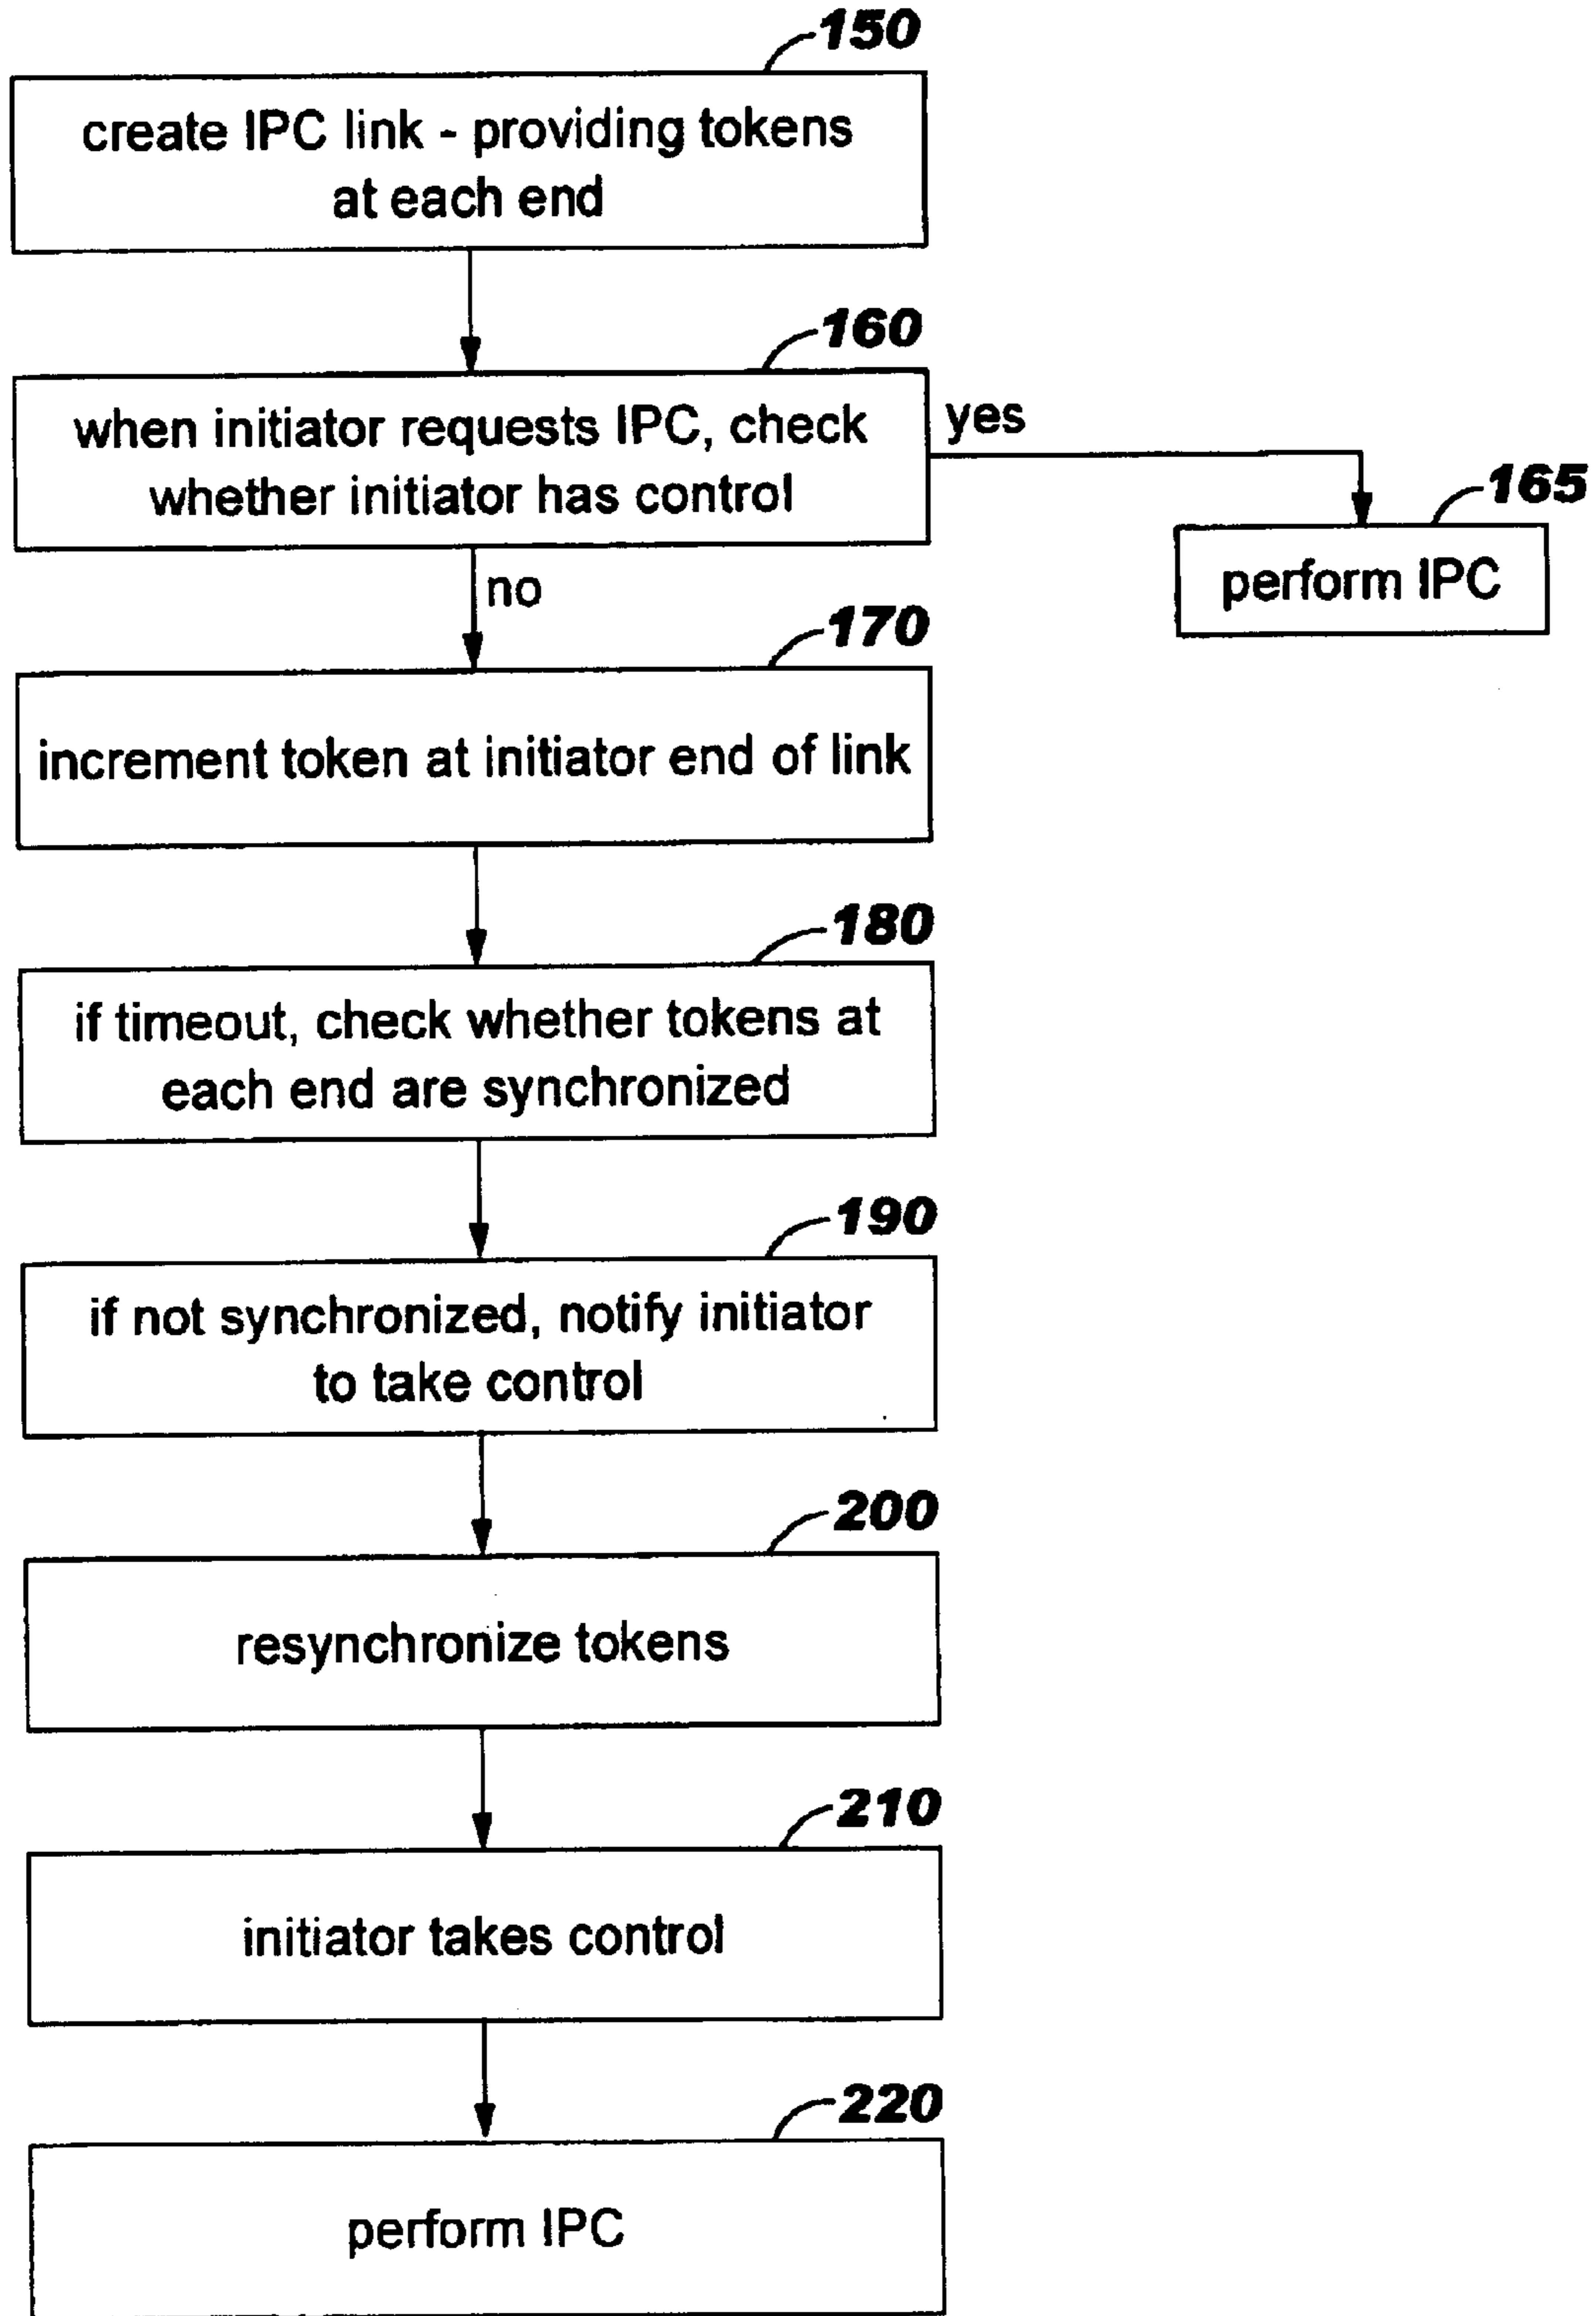 150
create IPC link - providing tokens
at each end
160
when initiator requests IPC, check
whether initiator has control
yes
165
perform IPC
no
170
increment token at initiator end of link
180
if timeout, check whether tokens at
each end are synchronized
190
if not synchronized, notify initiator
to take control
200
resynchronize tokens
210
initiator takes control
220
perform IPC